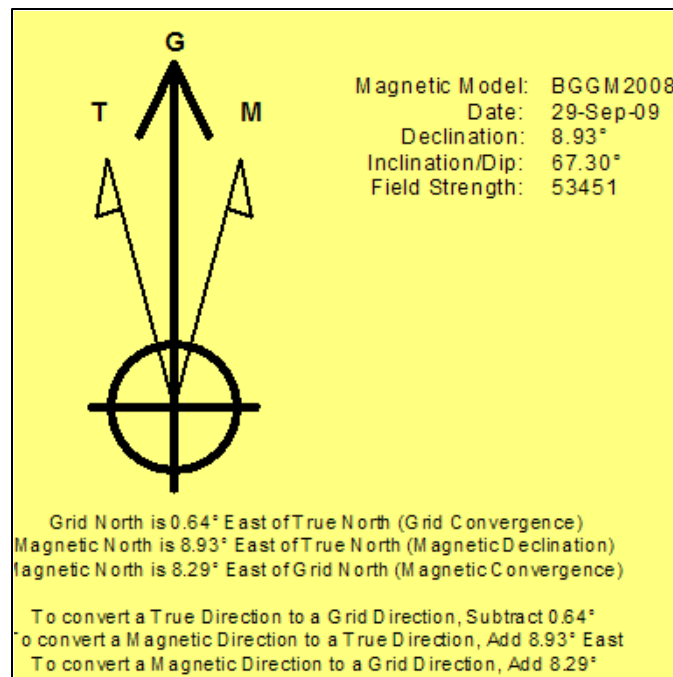 G
T
M
Magnetic Model: BGGM2008
Date: 29-Sep-09
Declination: 8.93°
Inclination/Dip: 67.30°
Field Strength: 53451
Grid North is 0.64° East of True North (Grid Convergence)
Magnetic North is 8.93° East of True North (Magnetic Declination)
Magnetic North is 8.29° East of Grid North (Magnetic Convergence)
To convert a True Direction to a Grid Direction, Subtract 0.64°
To convert a Magnetic Direction to a True Direction, Add 8.93° East
To convert a Magnetic Direction to a Grid Direction, Add 8.29°